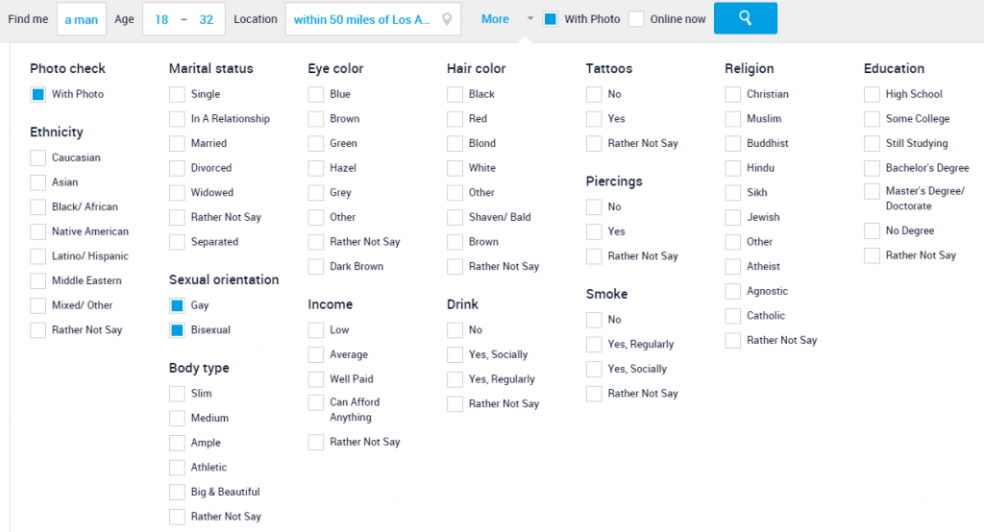 Find me a man Age 18 – 32 Location within 50 miles of Los A... More With Photo Online now
Photo check
With Photo
Ethnicity
Caucasian
Asian
Black/ African
Native American
Latino/ Hispanic
Middle Eastern
Mixed/ Other
Rather Not Say
Marital status
Single
In A Relationship
Married
Divorced
Widowed
Rather Not Say
Separated
Sexual orientation
Gay
Bisexual
Body type
Slim
Medium
Ample
Athletic
Big & Beautiful
Rather Not Say
Eye color
Blue
Brown
Green
Hazel
Grey
Other
Rather Not Say
Dark Brown
Income
Low
Average
Well Paid
Can Afford
Anything
Rather Not Say
Hair color
Black
Red
Blond
White
Other
Shaven/ Bald
Brown
Rather Not Say
Drink
No
Yes, Socially
Yes, Regularly
Rather Not Say
Tattoos
No
Yes
Rather Not Say
Piercings
No
Yes
Rather Not Say
Smoke
No
Yes, Regularly
Yes, Socially
Rather Not Say
Religion
Christian
Muslim
Buddhist
Hindu
Sikh
Jewish
Other
Atheist
Agnostic
Catholic
Rather Not Say
Education
High School
Some College
Still Studying
Bachelor's Degree
Master's Degree/
Doctorate
No Degree
Rather Not Say